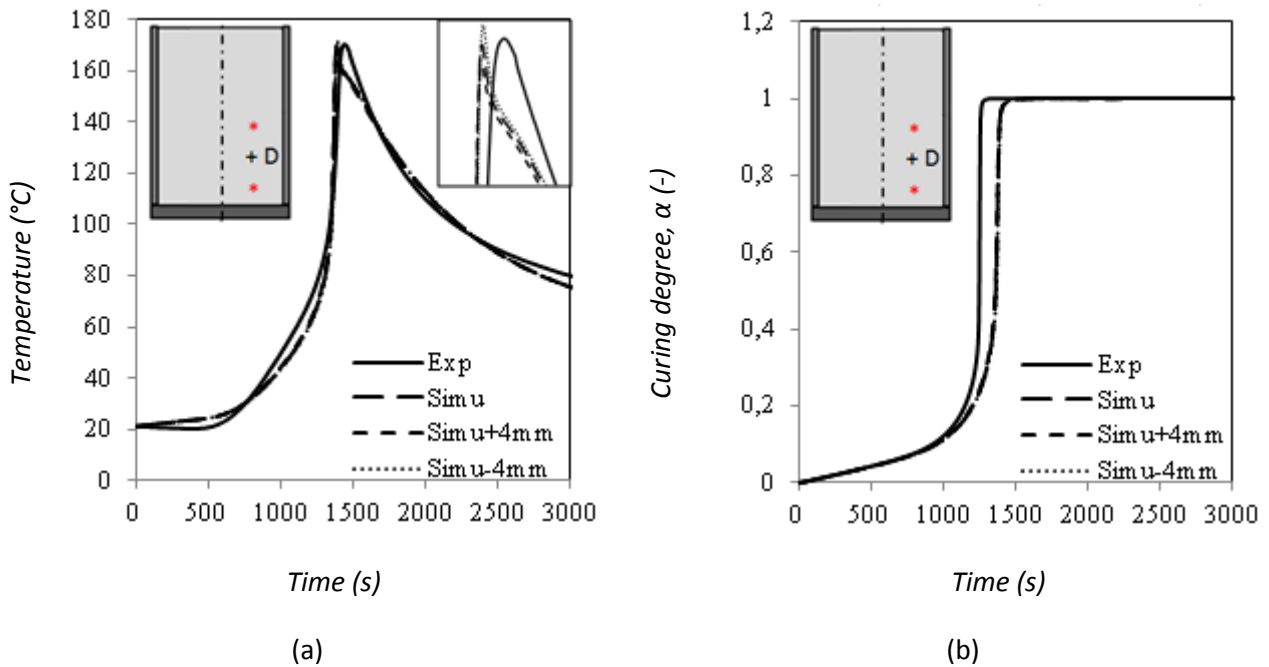 180
160
140
120
100
80
60
40
20
0
Temperature (°C)
+ D
Exp
Simu
Simu+4mm
Simu-4mm
0 500 1000 1500 2000 2500 3000
Time (s)
(a)
1,2
1
0,8
0,6
0,4
0,2
0
Curing degree, α (-)
+ D
Exp
Simu
Simu+4mm
Simu-4mm
0 500 1000 1500 2000 2500 3000
Time (s)
(b)